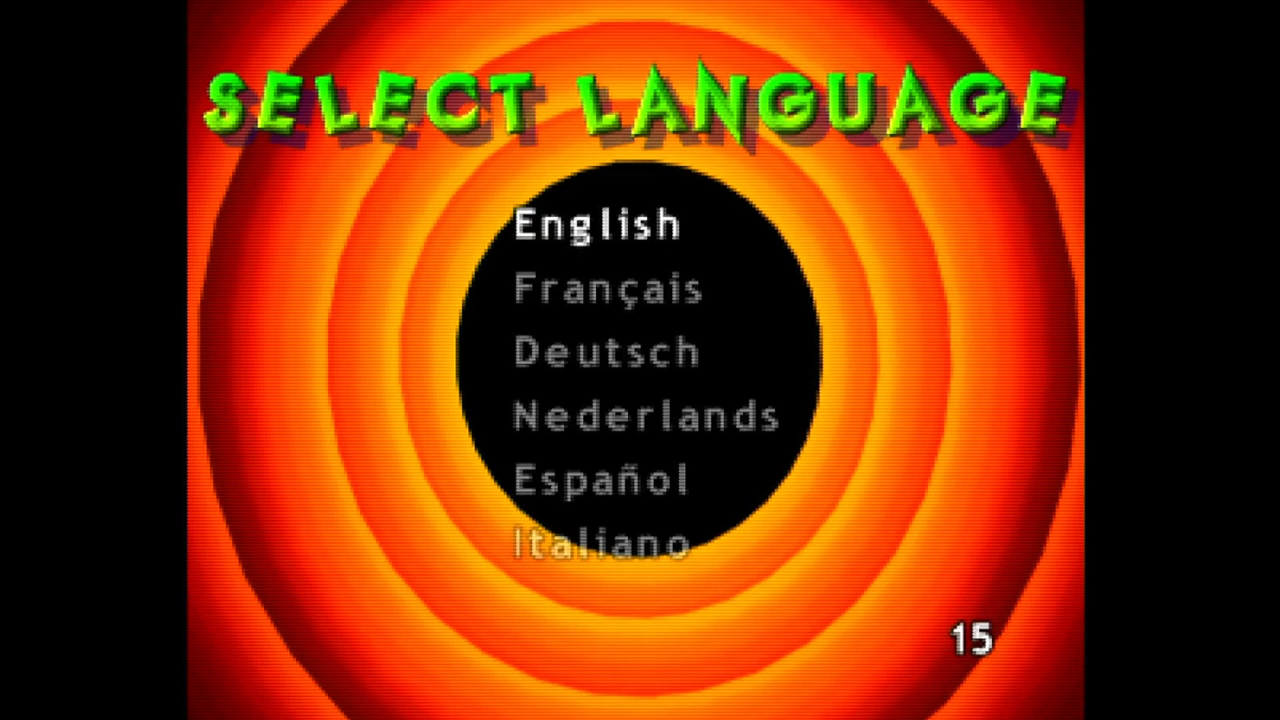 SELECT LANGUAGE
English
Français
Deutsch
Nederlands
Español
Italiano
15